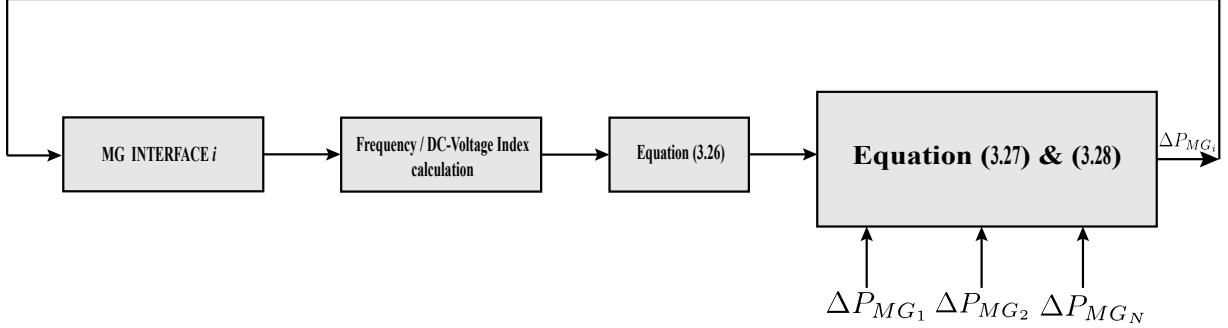 MG INTERFACE i
Frequency / DC-Voltage Index
calculation
Equation (3.26)
Equation (3.27) & (3.28)
ΔP_{MG_i}
ΔP_{MG_1} ΔP_{MG_2} ΔP_{MG_N}